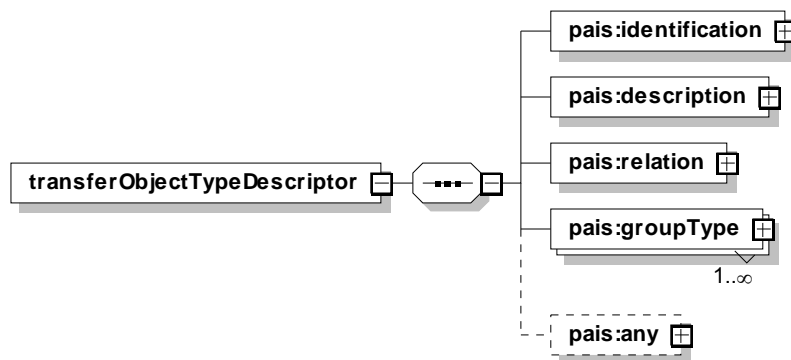 pais:identification
pais:description
pais:relation
transferObjectTypeDescriptor
pais:groupType
1..∞
pais:any